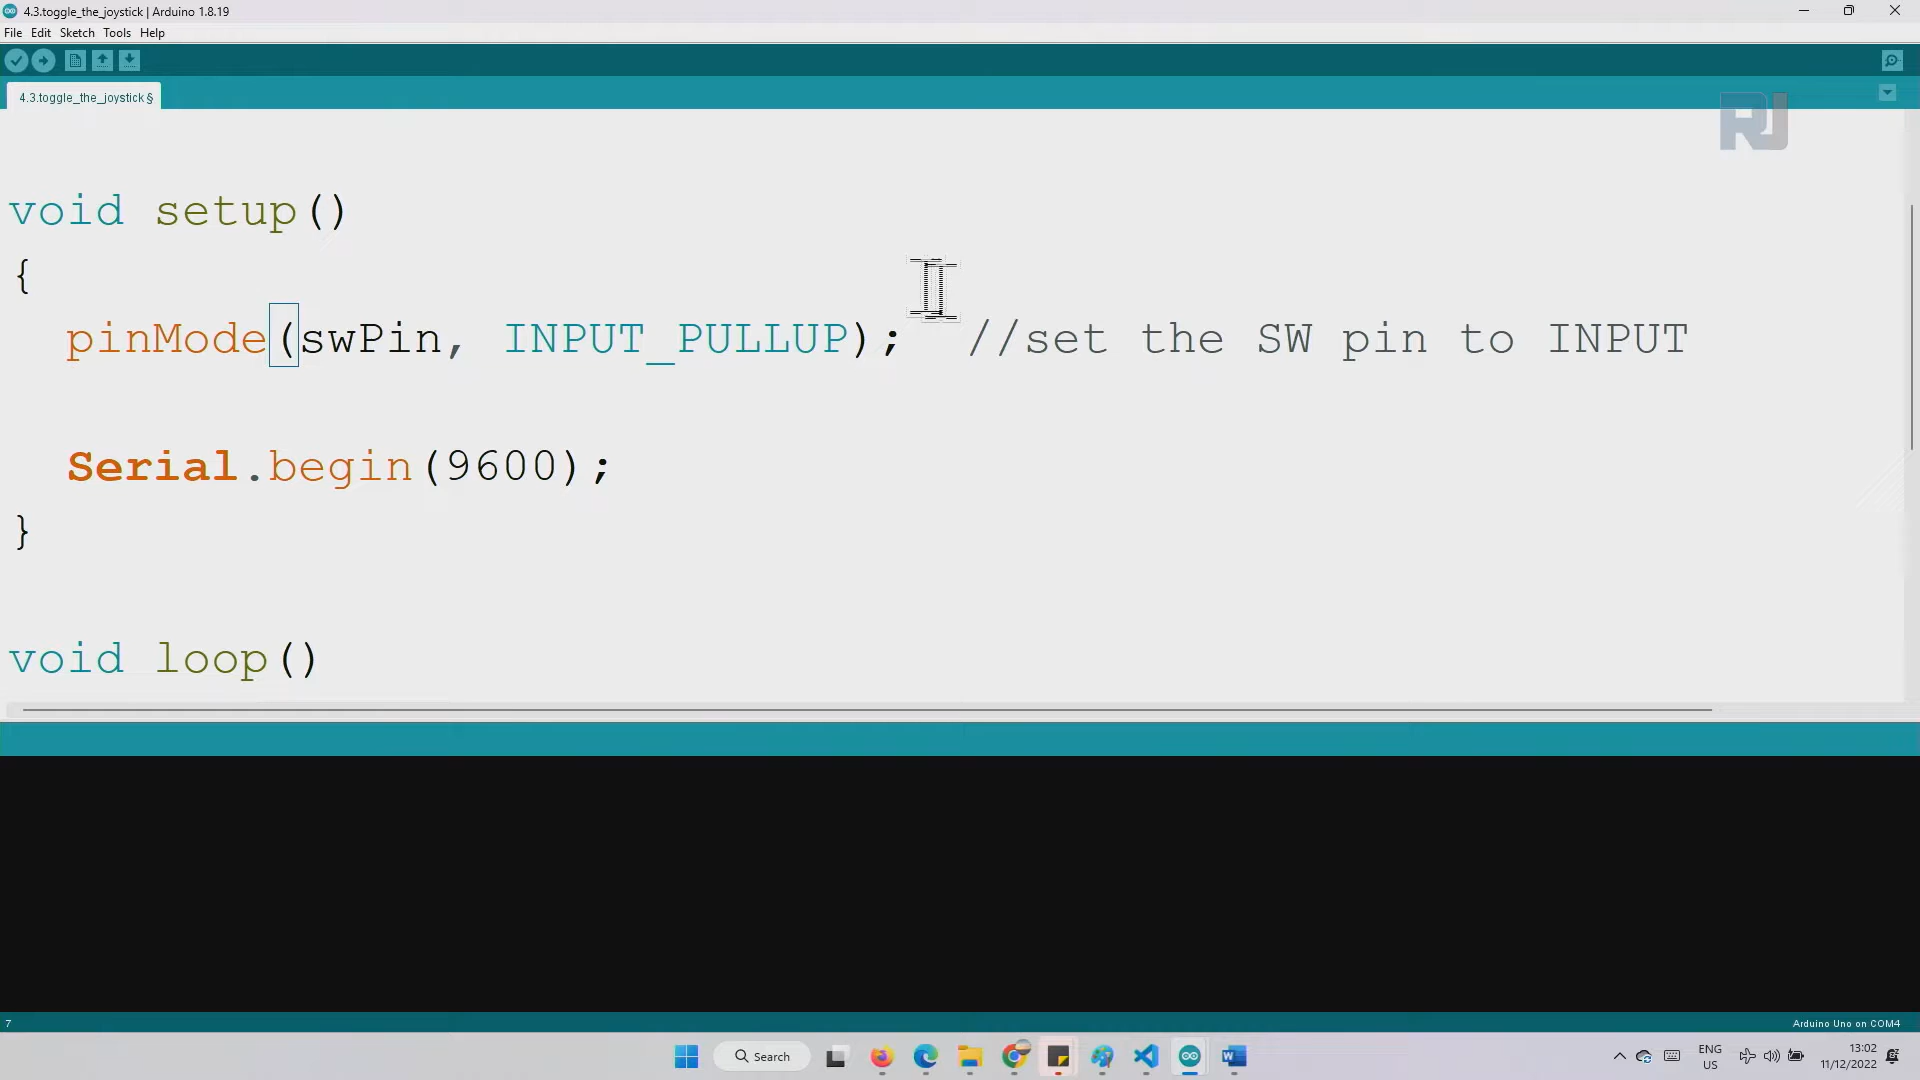 4.3.toggle_the_joystick | Arduino 1.8.19
File Edit Sketch Tools Help
4.3.toggle_the_joystick §
RJ
void setup()
{
pinMode(swPin, INPUT_PULLUP); //set the SW pin to INPUT
Serial.begin(9600);
}
void loop()
7
Arduino Uno on COM4
Search
ENG
US
13:02
11/12/2022